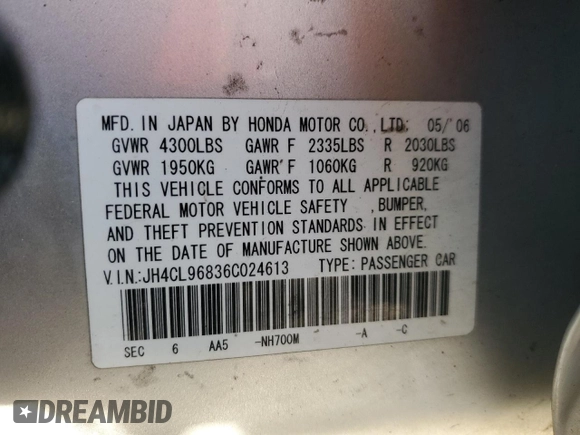 MFD. IN JAPAN BY HONDA MOTOR CO.,LTD. 05/'06
GVWR 4300LBS GAWR F 2335LBS R 2030LBS
GVWR 1950KG GAWR F 1060KG R 920KG
THIS VEHICLE CONFORMS TO ALL APPLICABLE
FEDERAL MOTOR VEHICLE SAFETY ,BUMPER,
AND THEFT PREVENTION STANDARDS IN EFFECT
ON THE DATE OF MANUFACTURE SHOWN ABOVE.
V.I.N.:JH4CL96836C024613 TYPE: PASSENGER CAR
SEC 6 AA5 -NH700M -A -C
DREAMBID